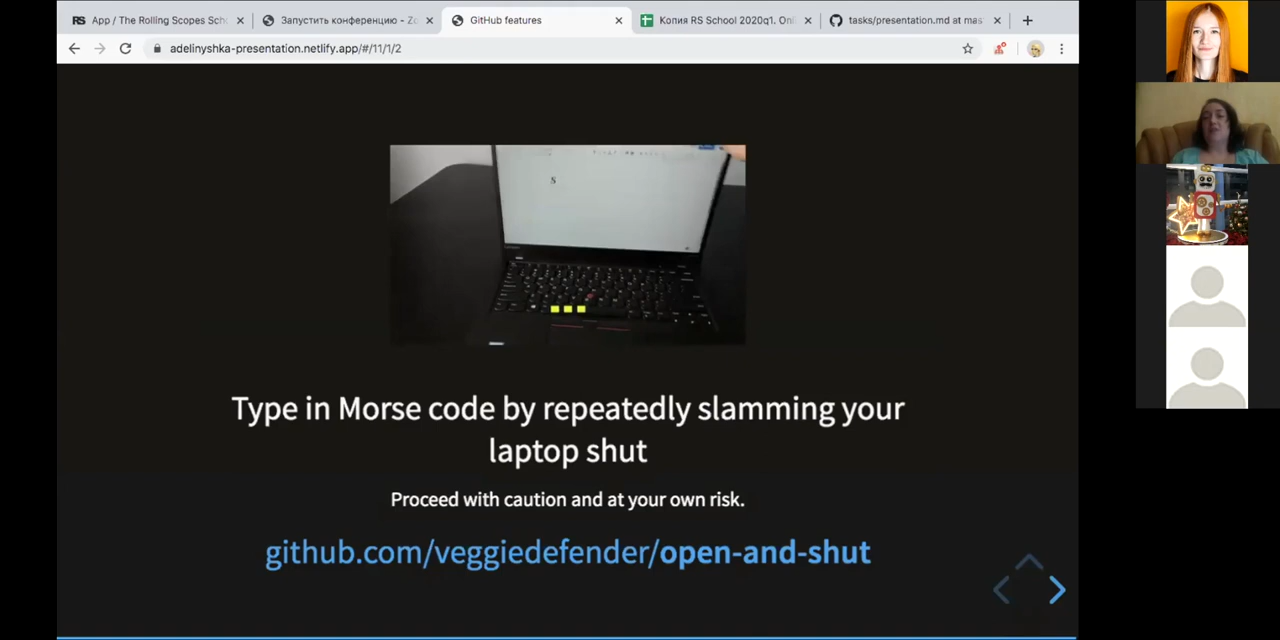 RS App / The Rolling Scopes Sch
Запустить конференцию - Zo
GitHub features
Копия RS School 2020q1. Onl
tasks/presentation.md at mas
adelinyshka-presentation.netlify.app/#/11/1/2
s
Type in Morse code by repeatedly slamming your
laptop shut
Proceed with caution and at your own risk.
github.com/veggiedefender/open-and-shut